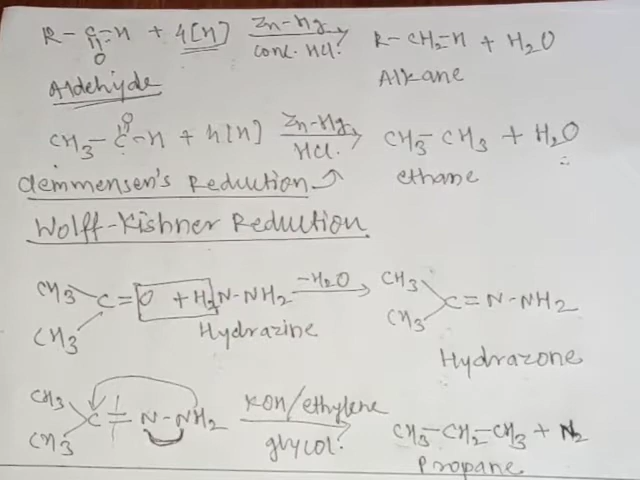 R-C-H + 4[H] Zn-Hg/Conc. HCl. R-CH2-H + H2O
O
Aldehyde Alkane
O
CH3-C-H + 4[H] Zn-Hg/HCl. CH3-CH3 + H2O
Clemmensen's Reduction ethane
Wolff-Kishner Reduction
CH3 CH3
C=O + H2N-NH2 -H2O C=N-NH2
CH3 CH3
Hydrazine Hydrazone
CH3
C=N-NH2 KOH/ethylene glycol. CH3-CH2-CH3 + N2
CH3
Propane